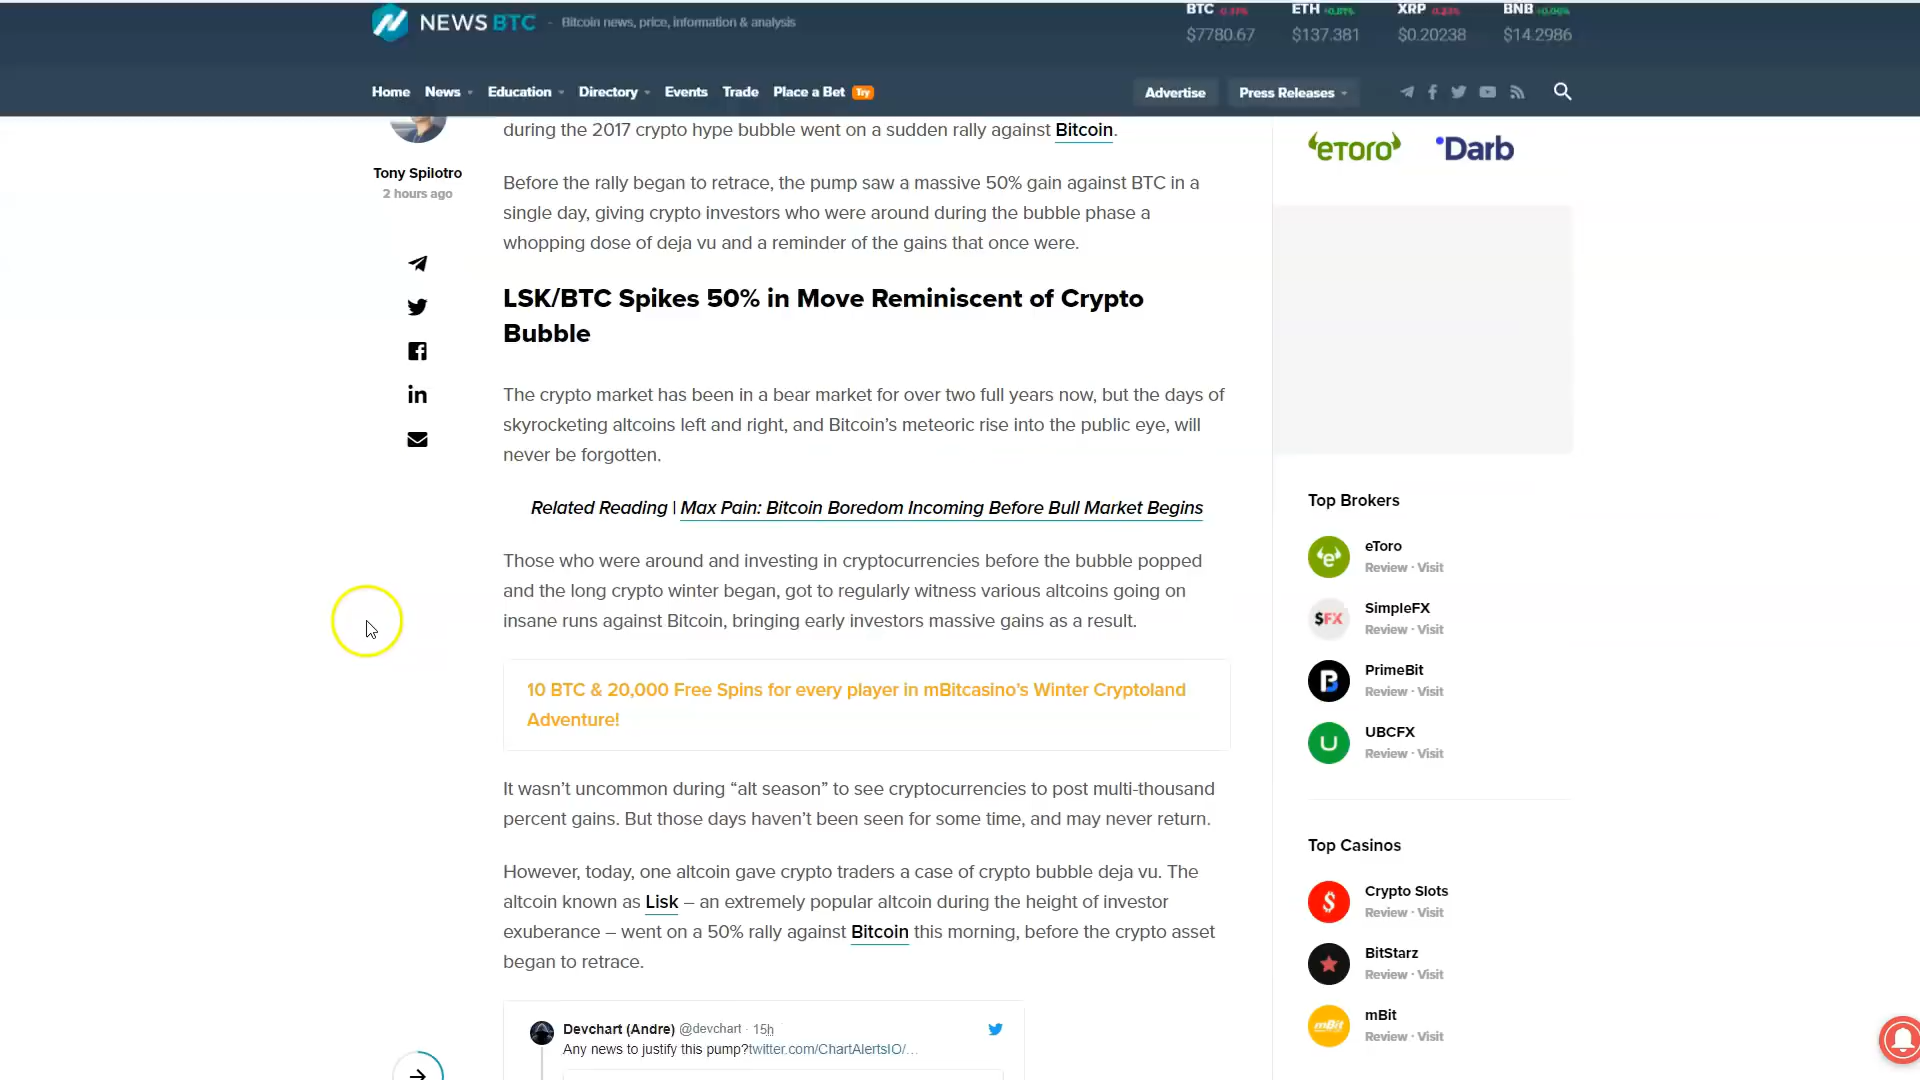 NEWS BTC - Bitcoin news, price, information & analysis
BTC ETH XRP BNB
$7780.67 $137.381 $0.20238 $14.2986
Home News Education Directory Events Trade Place a Bet Try Advertise Press Releases
during the 2017 crypto hype bubble went on a sudden rally against Bitcoin.
Tony Spilotro
2 hours ago
Before the rally began to retrace, the pump saw a massive 50% gain against BTC in a
single day, giving crypto investors who were around during the bubble phase a
whopping dose of deja vu and a reminder of the gains that once were.
LSK/BTC Spikes 50% in Move Reminiscent of Crypto
Bubble
The crypto market has been in a bear market for over two full years now, but the days of
skyrocketing altcoins left and right, and Bitcoin’s meteoric rise into the public eye, will
never be forgotten.
Related Reading | Max Pain: Bitcoin Boredom Incoming Before Bull Market Begins
Those who were around and investing in cryptocurrencies before the bubble popped
and the long crypto winter began, got to regularly witness various altcoins going on
insane runs against Bitcoin, bringing early investors massive gains as a result.
10 BTC & 20,000 Free Spins for every player in mBitcasino’s Winter Cryptoland
Adventure!
It wasn’t uncommon during “alt season” to see cryptocurrencies to post multi-thousand
percent gains. But those days haven’t been seen for some time, and may never return.
However, today, one altcoin gave crypto traders a case of crypto bubble deja vu. The
altcoin known as Lisk – an extremely popular altcoin during the height of investor
exuberance – went on a 50% rally against Bitcoin this morning, before the crypto asset
began to retrace.
Devchart (Andre) @devchart · 15h
Any news to justify this pump?twitter.com/ChartAlertsIO/…
eToro Darb
Top Brokers
eToro
Review · Visit
$FX
SimpleFX
Review · Visit
PrimeBit
Review · Visit
U
UBCFX
Review · Visit
Top Casinos
Crypto Slots
Review · Visit
BitStarz
Review · Visit
mBit
mBit
Review · Visit